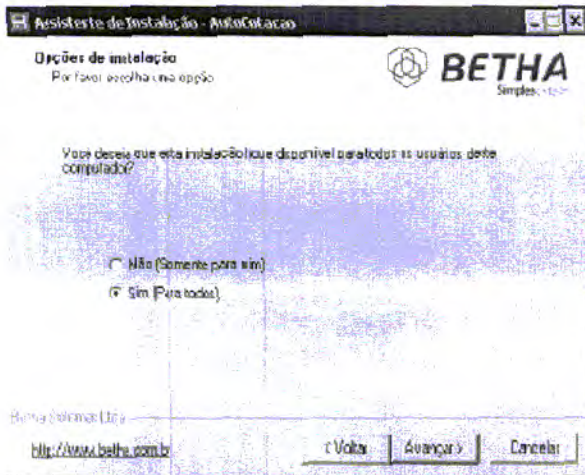 Assistente de Instalação - AutoCotacao
Opções de instalação
Por favor escolha uma opção
BETHA
Simples
Você deseja que esta instalação fique disponível para todos os usuários deste
computador?
Não (Somente para mim)
Sim (Para todos)
Betha Sistemas Ltda
http://www.betha.com.br
< Voltar
Avançar >
Cancelar